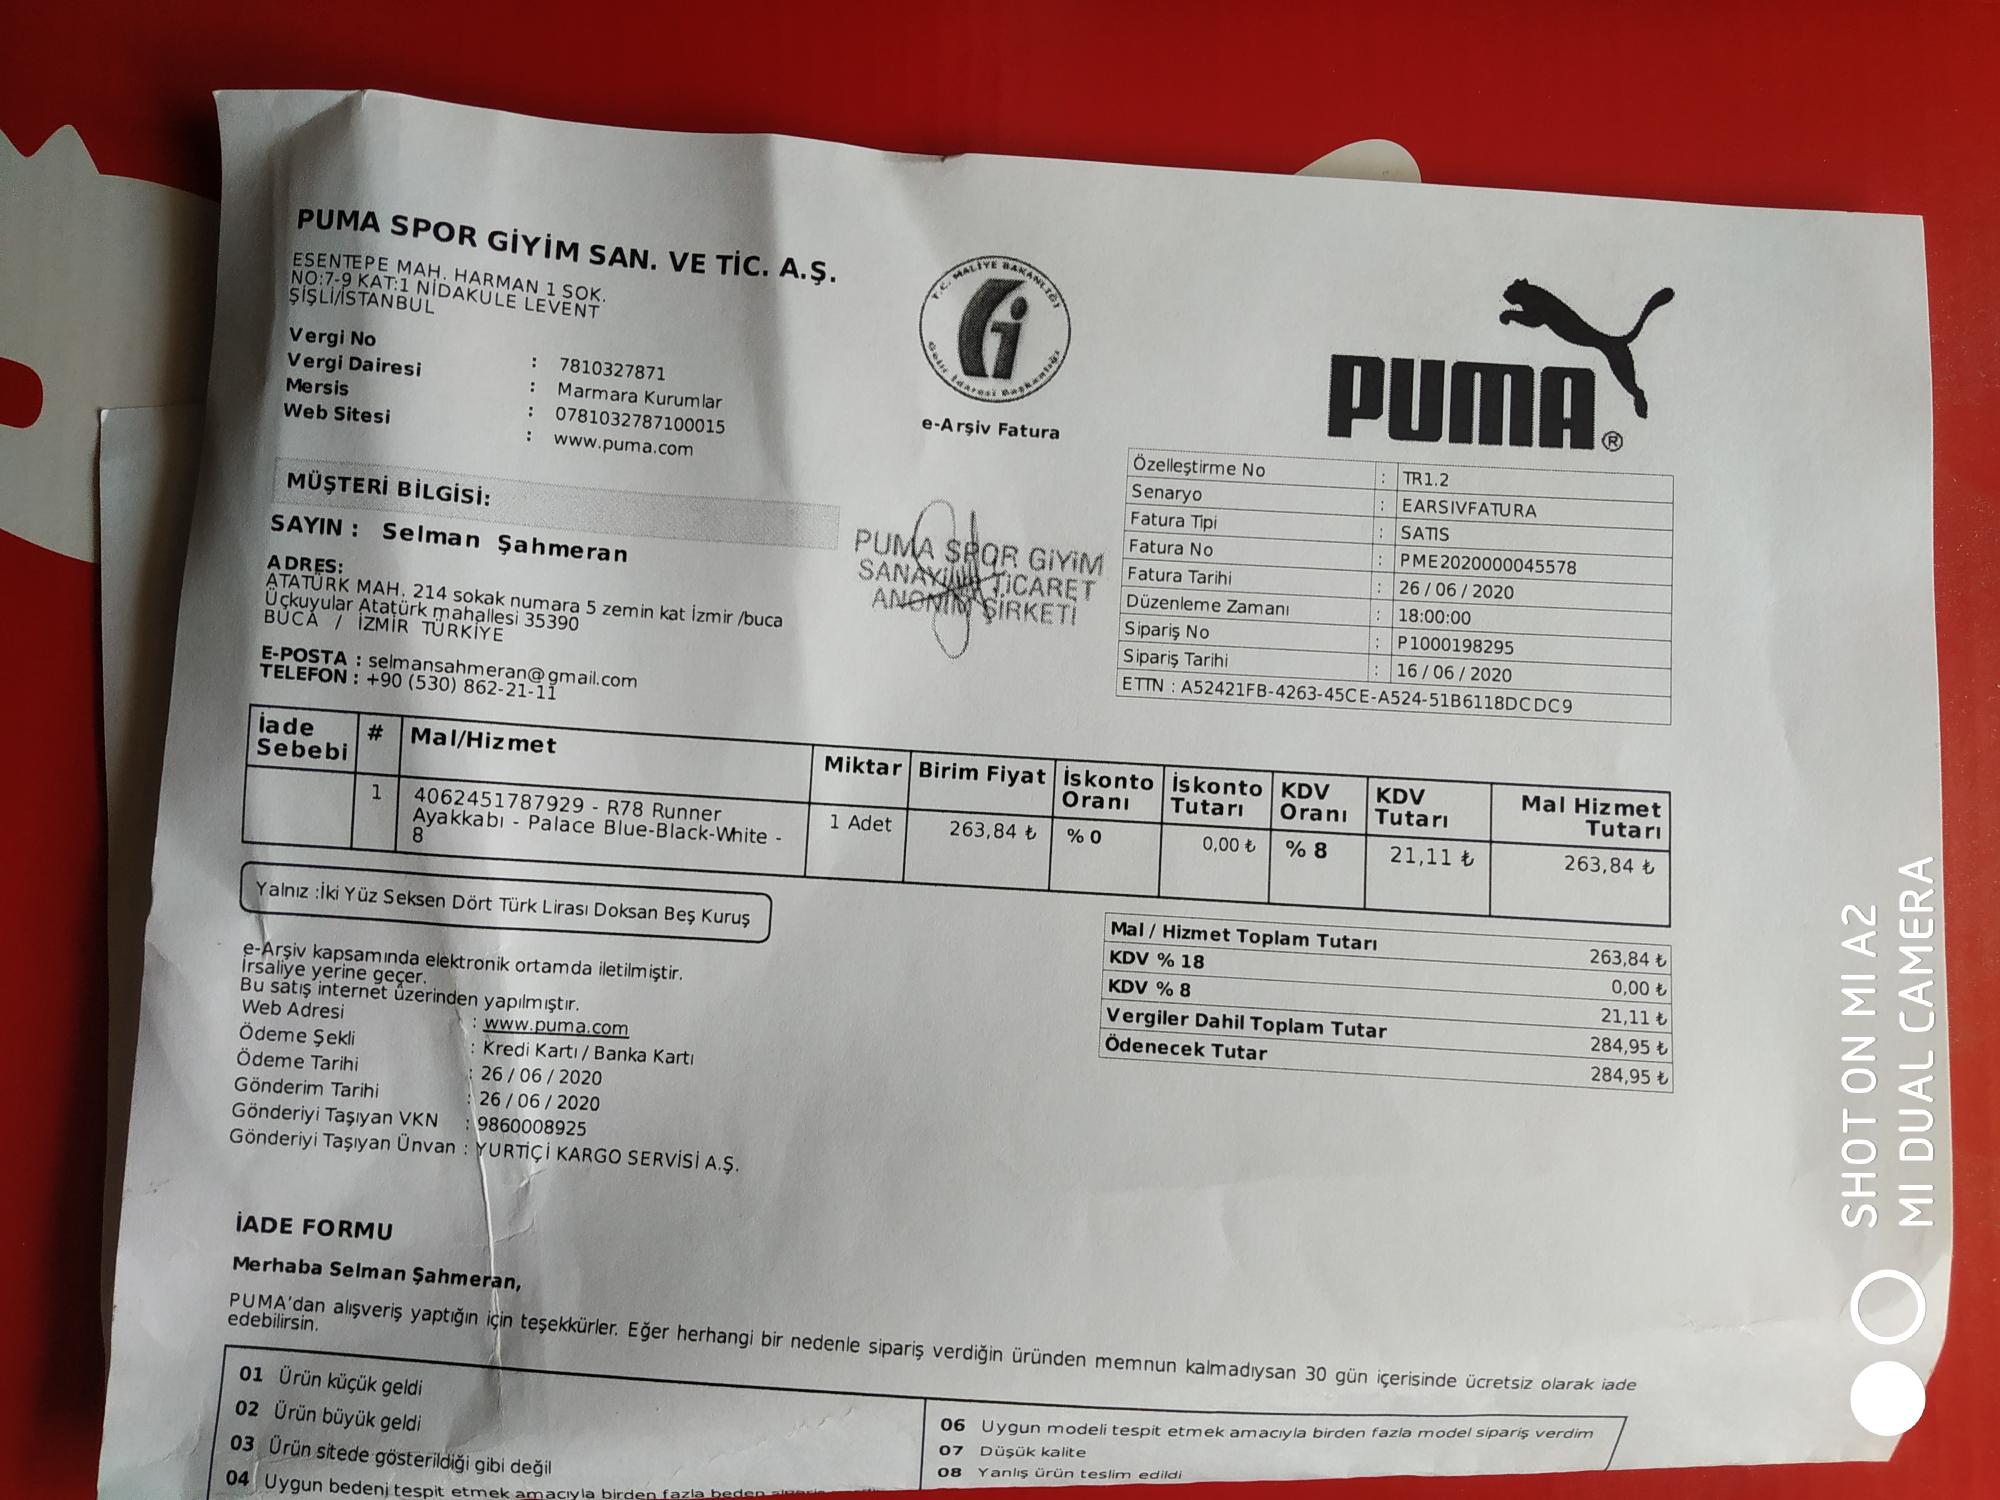 PUMA SPOR GİYİM SAN. VE TİC. A.Ş.
ESENTEPE MAH. HARMAN 1 SOK.
NO:7-9 KAT:1 NİDAKULE LEVENT
ŞİŞLİ/İSTANBUL
Vergi No : 7810327871
Vergi Dairesi : Marmara Kurumlar
Mersis : 0781032787100015
Web Sitesi : www.puma.com
T.C. MALİYE BAKANLIĞI
Gelir İdaresi Başkanlığı
e-Arşiv Fatura
PUMA®
MÜŞTERİ BİLGİSİ:
SAYIN : Selman Şahmeran
ADRES:
ATATÜRK MAH. 214 sokak numara 5 zemin kat İzmir /buca
Üçkuyular Atatürk mahallesi 35390
BUCA / İZMİR TÜRKİYE
E-POSTA : selmansahmeran@gmail.com
TELEFON : +90 (530) 862-21-11
PUMA SPOR GİYİM
SANAYİ VE TİCARET
ANONİM ŞİRKETİ
Özelleştirme No : TR1.2
Senaryo : EARSIVFATURA
Fatura Tipi : SATIS
Fatura No : PME2020000045578
Fatura Tarihi : 26 / 06 / 2020
Düzenleme Zamanı : 18:00:00
Sipariş No : P1000198295
Sipariş Tarihi : 16 / 06 / 2020
ETTN : A52421FB-4263-45CE-A524-51B6118DCDC9
İade Sebebi # Mal/Hizmet Miktar Birim Fiyat İskonto Oranı İskonto Tutarı KDV Oranı KDV Tutarı Mal Hizmet Tutarı
1 4062451787929 - R78 Runner Ayakkabı - Palace Blue-Black-White - 8 1 Adet 263,84 ₺ % 0 0,00 ₺ % 8 21,11 ₺ 263,84 ₺
Yalnız :İki Yüz Seksen Dört Türk Lirası Doksan Beş Kuruş
Mal / Hizmet Toplam Tutarı 263,84 ₺
KDV % 18 0,00 ₺
KDV % 8 21,11 ₺
Vergiler Dahil Toplam Tutar 284,95 ₺
Ödenecek Tutar 284,95 ₺
e-Arşiv kapsamında elektronik ortamda iletilmiştir.
İrsaliye yerine geçer.
Bu satış internet üzerinden yapılmıştır.
Web Adresi : www.puma.com
Ödeme Şekli : Kredi Kartı / Banka Kartı
Ödeme Tarihi : 26 / 06 / 2020
Gönderim Tarihi : 26 / 06 / 2020
Gönderiyi Taşıyan VKN : 9860008925
Gönderiyi Taşıyan Ünvan : YURTİÇİ KARGO SERVİSİ A.Ş.
İADE FORMU
Merhaba Selman Şahmeran,
PUMA'dan alışveriş yaptığın için teşekkürler. Eğer herhangi bir nedenle sipariş verdiğin üründen memnun kalmadıysan 30 gün içerisinde ücretsiz olarak iade
edebilirsin.
01 Ürün küçük geldi
02 Ürün büyük geldi
03 Ürün sitede gösterildiği gibi değil
04 Uygun bedeni tespit etmek amacıyla birden fazla beden
06 Uygun modeli tespit etmek amacıyla birden fazla model sipariş verdim
07 Düşük kalite
08 Yanlış ürün teslim edildi
SHOT ON MI A2
MI DUAL CAMERA